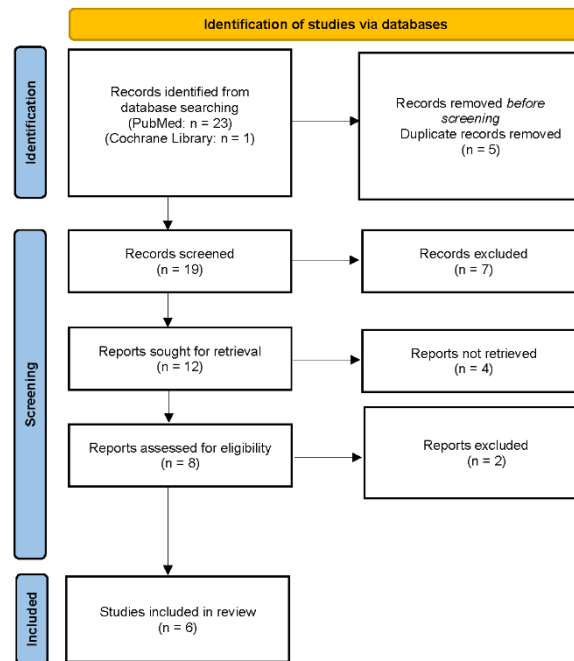 Identification of studies via databases
Identification
Records identified from
database searching
(PubMed: n = 23)
(Cochrane Library: n = 1)
Records removed before
screening
Duplicate records removed
(n = 5)
Screening
Records screened
(n = 19)
Records excluded
(n = 7)
Reports sought for retrieval
(n = 12)
Reports not retrieved
(n = 4)
Reports assessed for eligibility
(n = 8)
Reports excluded
(n = 2)
Included
Studies included in review
(n = 6)